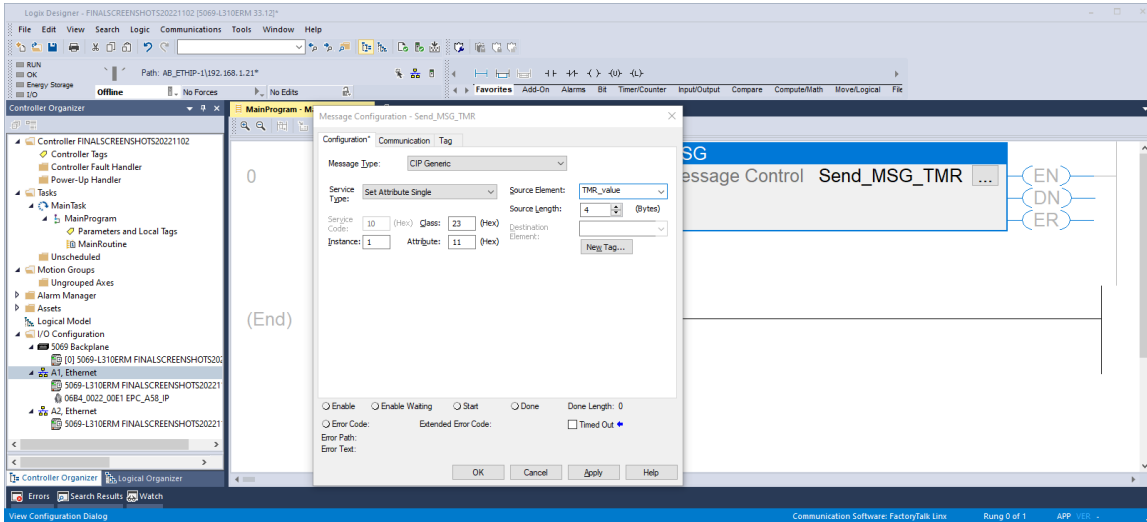 Logix Designer - FINALSCREENSHOTS20221102 [5069-L310ERM 33.12]*
File Edit View Search Logic Communications Tools Window Help
RUN
OK
Energy Storage
I/O
Path: AB_ETHIP-1\192.168.1.21*
Offline
No Forces
No Edits
Favorites Add-On Alarms Bit Timer/Counter Input/Output Compare Compute/Math Move/Logical File
Controller Organizer
Controller FINALSCREENSHOTS20221102
Controller Tags
Controller Fault Handler
Power-Up Handler
Tasks
MainTask
MainProgram
Parameters and Local Tags
MainRoutine
Unscheduled
Motion Groups
Ungrouped Axes
Alarm Manager
Assets
Logical Model
I/O Configuration
5069 Backplane
[0] 5069-L310ERM FINALSCREENSHOTS202
A1, Ethernet
5069-L310ERM FINALSCREENSHOTS20221
06B4_0022_00E1 EPC_A58_IP
A2, Ethernet
5069-L310ERM FINALSCREENSHOTS20221
Controller Organizer Logical Organizer
MainProgram - M
0
(End)
SG
essage Control Send_MSG_TMR ...
EN
DN
ER
Message Configuration - Send_MSG_TMR
Configuration* Communication Tag
Message Type: CIP Generic
Service Type: Set Attribute Single
Source Element: TMR_value
Source Length: 4 (Bytes)
Service Code: 10 (Hex) Class: 23 (Hex)
Destination Element:
Instance: 1 Attribute: 11 (Hex)
New Tag...
Enable Enable Waiting Start Done Done Length: 0
Error Code: Extended Error Code: Timed Out
Error Path:
Error Text:
OK Cancel Apply Help
Errors Search Results Watch
View Configuration Dialog
Communication Software: FactoryTalk Linx
Rung 0 of 1
APP VER